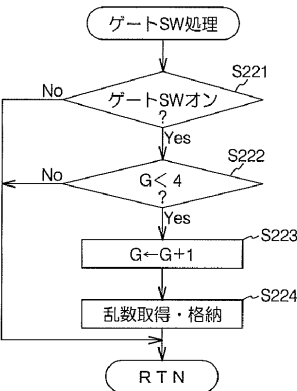 ゲートSW処理
S221
No
ゲートSWオン
?
Yes
S222
No
G<4
?
Yes
S223
G←G+1
S224
乱数取得・格納
RTN